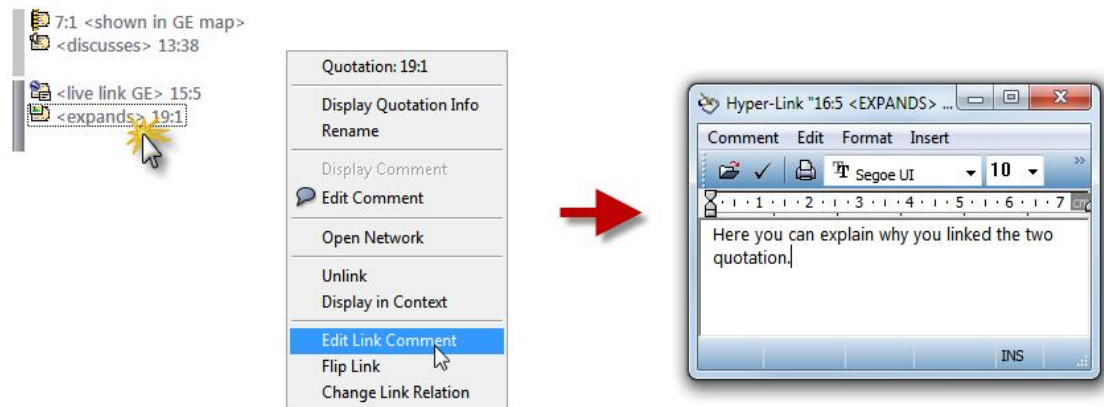 7:1 <shown in GE map>
<discusses> 13:38
<live link GE> 15:5
<expands> 19:1
Quotation: 19:1
Display Quotation Info
Rename
Display Comment
Edit Comment
Open Network
Unlink
Display in Context
Edit Link Comment
Flip Link
Change Link Relation
Hyper-Link "16:5 <EXPANDS> ...
Comment Edit Format Insert
Segoe UI 10 »
1 2 3 4 5 6 7 cm
Here you can explain why you linked the two
quotation.
INS